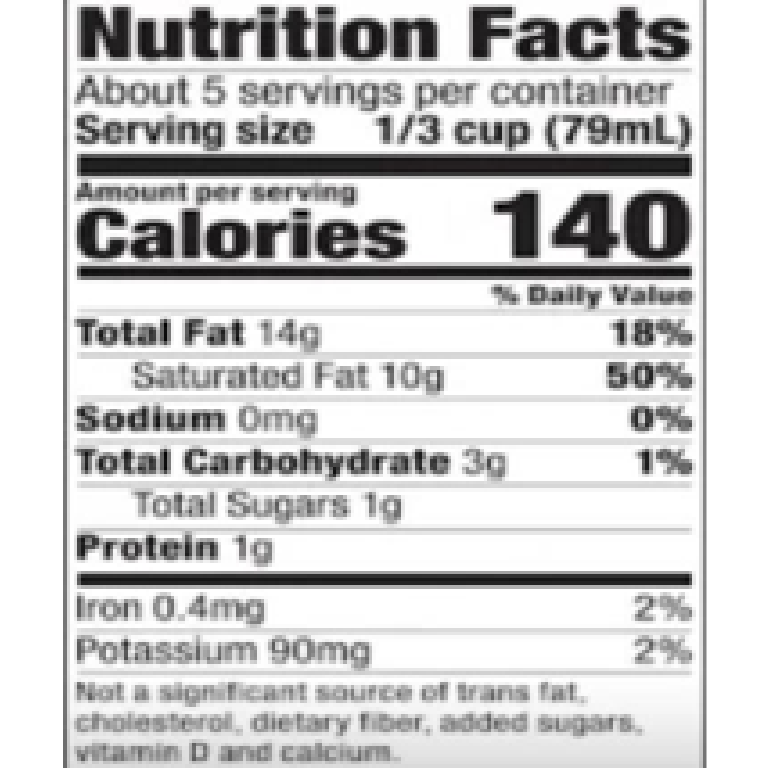 Nutrition Facts
About 5 servings per container
Serving size 1/3 cup (79mL)
Amount per serving
Calories 140
% Daily Value
Total Fat 14g 18%
Saturated Fat 10g 50%
Sodium 0mg 0%
Total Carbohydrate 3g 1%
Total Sugars 1g
Protein 1g
Iron 0.4mg 2%
Potassium 90mg 2%
Not a significant source of trans fat,
cholesterol, dietary fiber, added sugars,
vitamin D and calcium.